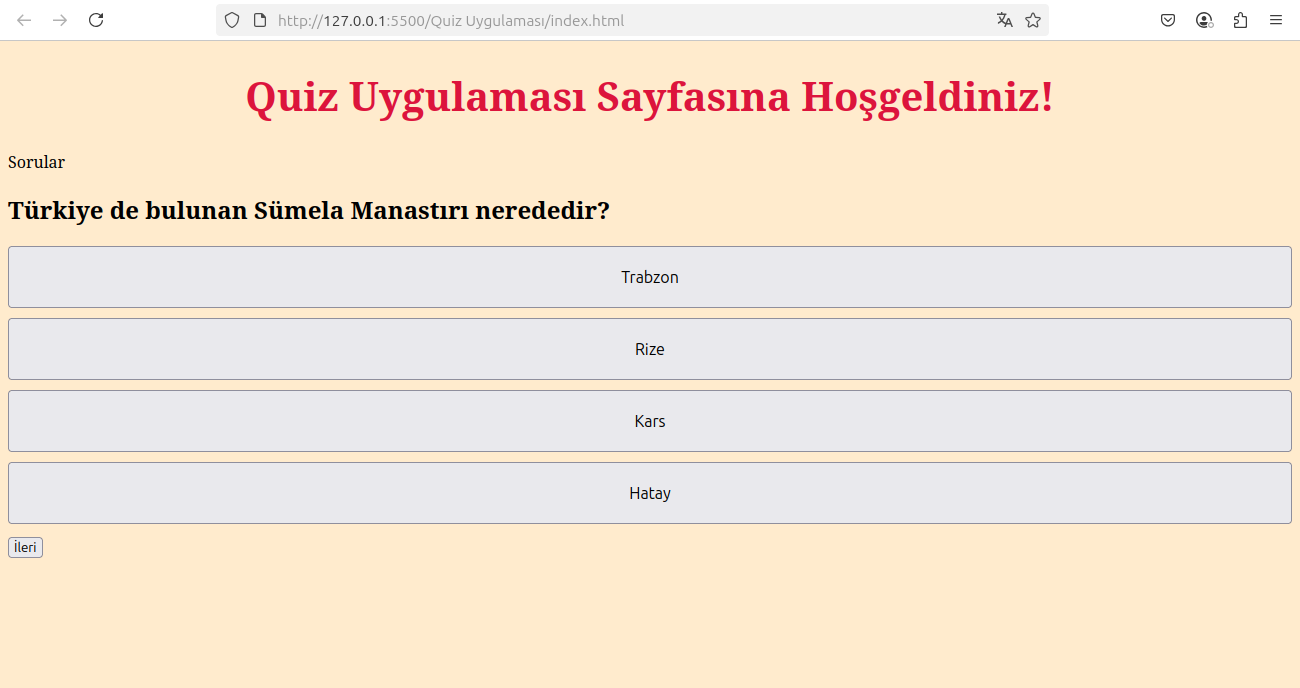 http://127.0.0.1:5500/Quiz Uygulaması/index.html
Quiz Uygulaması Sayfasına Hoşgeldiniz!
Sorular
Türkiye de bulunan Sümela Manastırı nerededir?
Trabzon
Rize
Kars
Hatay
İleri